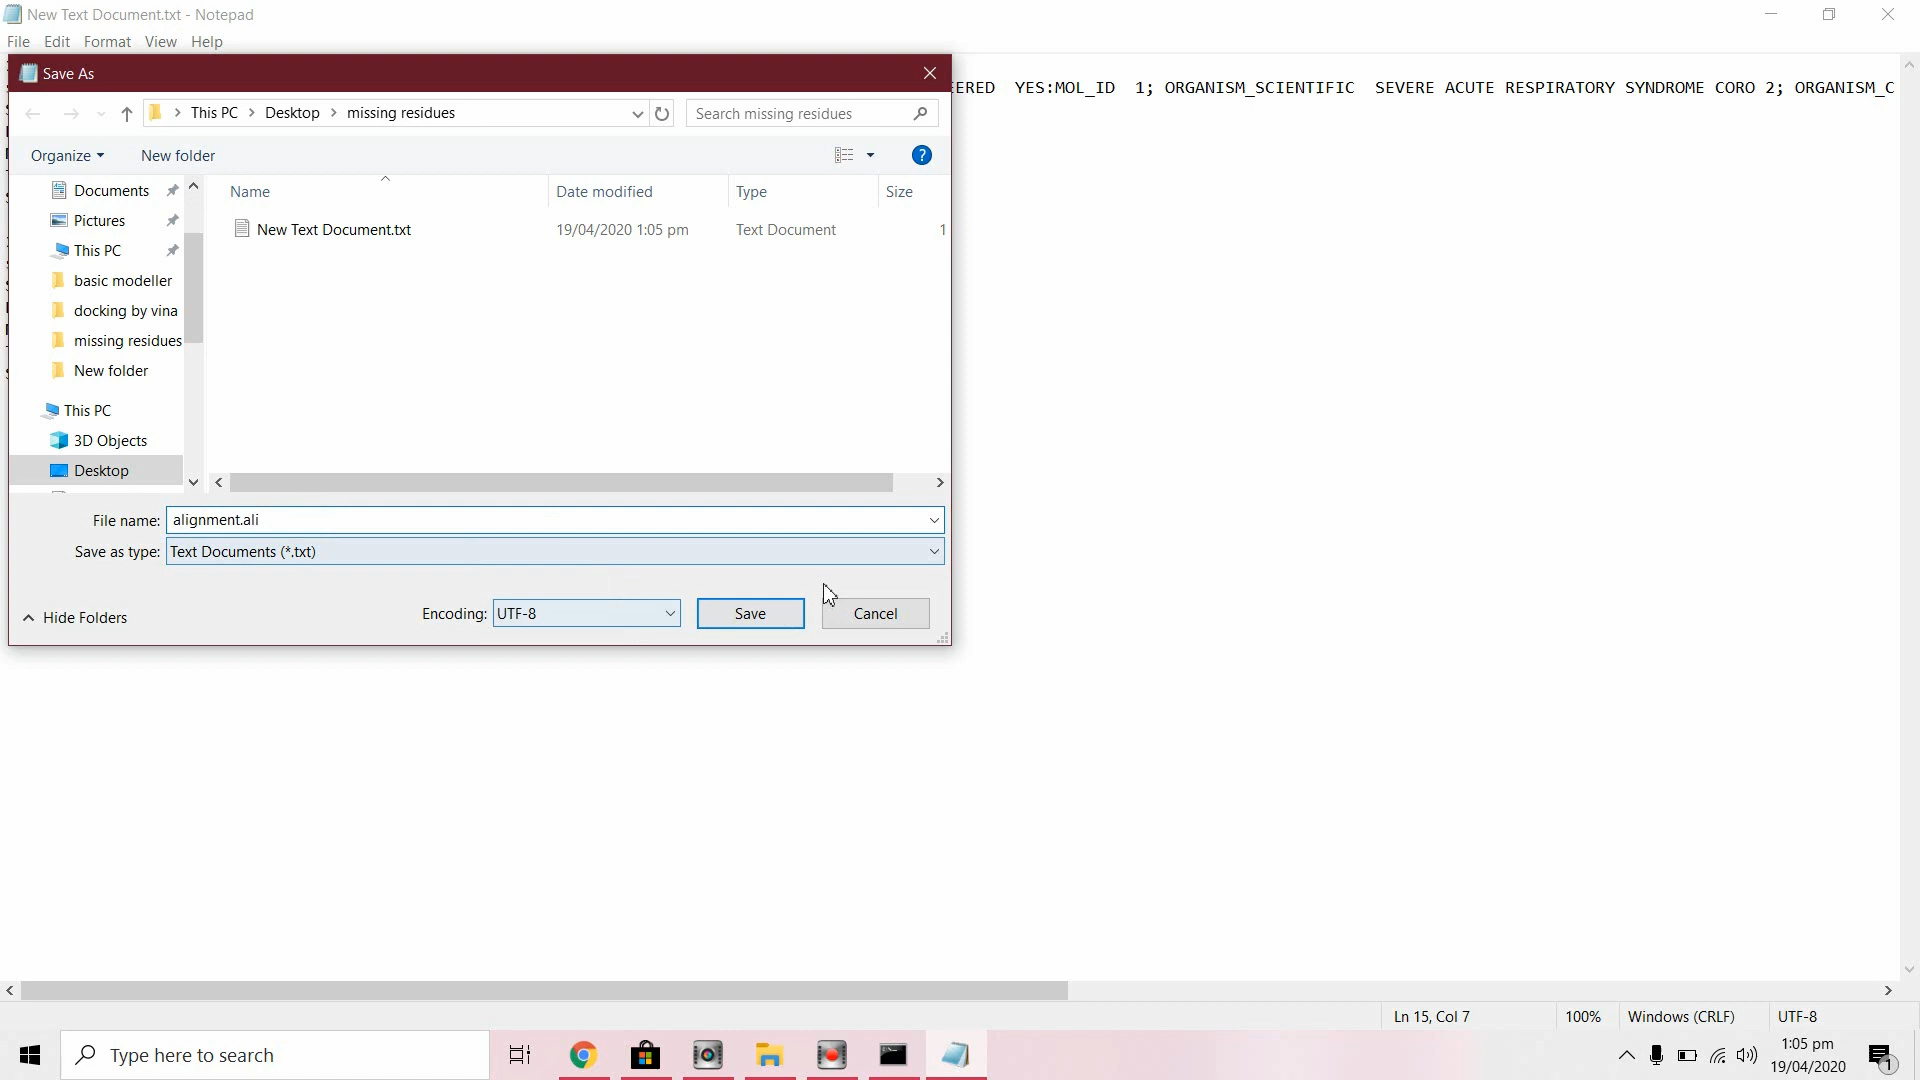 New Text Document.txt - Notepad
File Edit Format View Help
Save As
ERED YES:MOL_ID 1; ORGANISM_SCIENTIFIC SEVERE ACUTE RESPIRATORY SYNDROME CORO 2; ORGANISM_C
This PC > Desktop > missing residues
Search missing residues
Organize
New folder
Name
Date modified
Type
Size
Documents
Pictures
This PC
basic modeller
docking by vina
missing residues
New folder
This PC
3D Objects
Desktop
New Text Document.txt
19/04/2020 1:05 pm
Text Document
1
File name: alignment.ali
Save as type: Text Documents (*.txt)
Hide Folders
Encoding: UTF-8
Save
Cancel
Ln 15, Col 7
100%
Windows (CRLF)
UTF-8
Type here to search
1:05 pm
19/04/2020
1